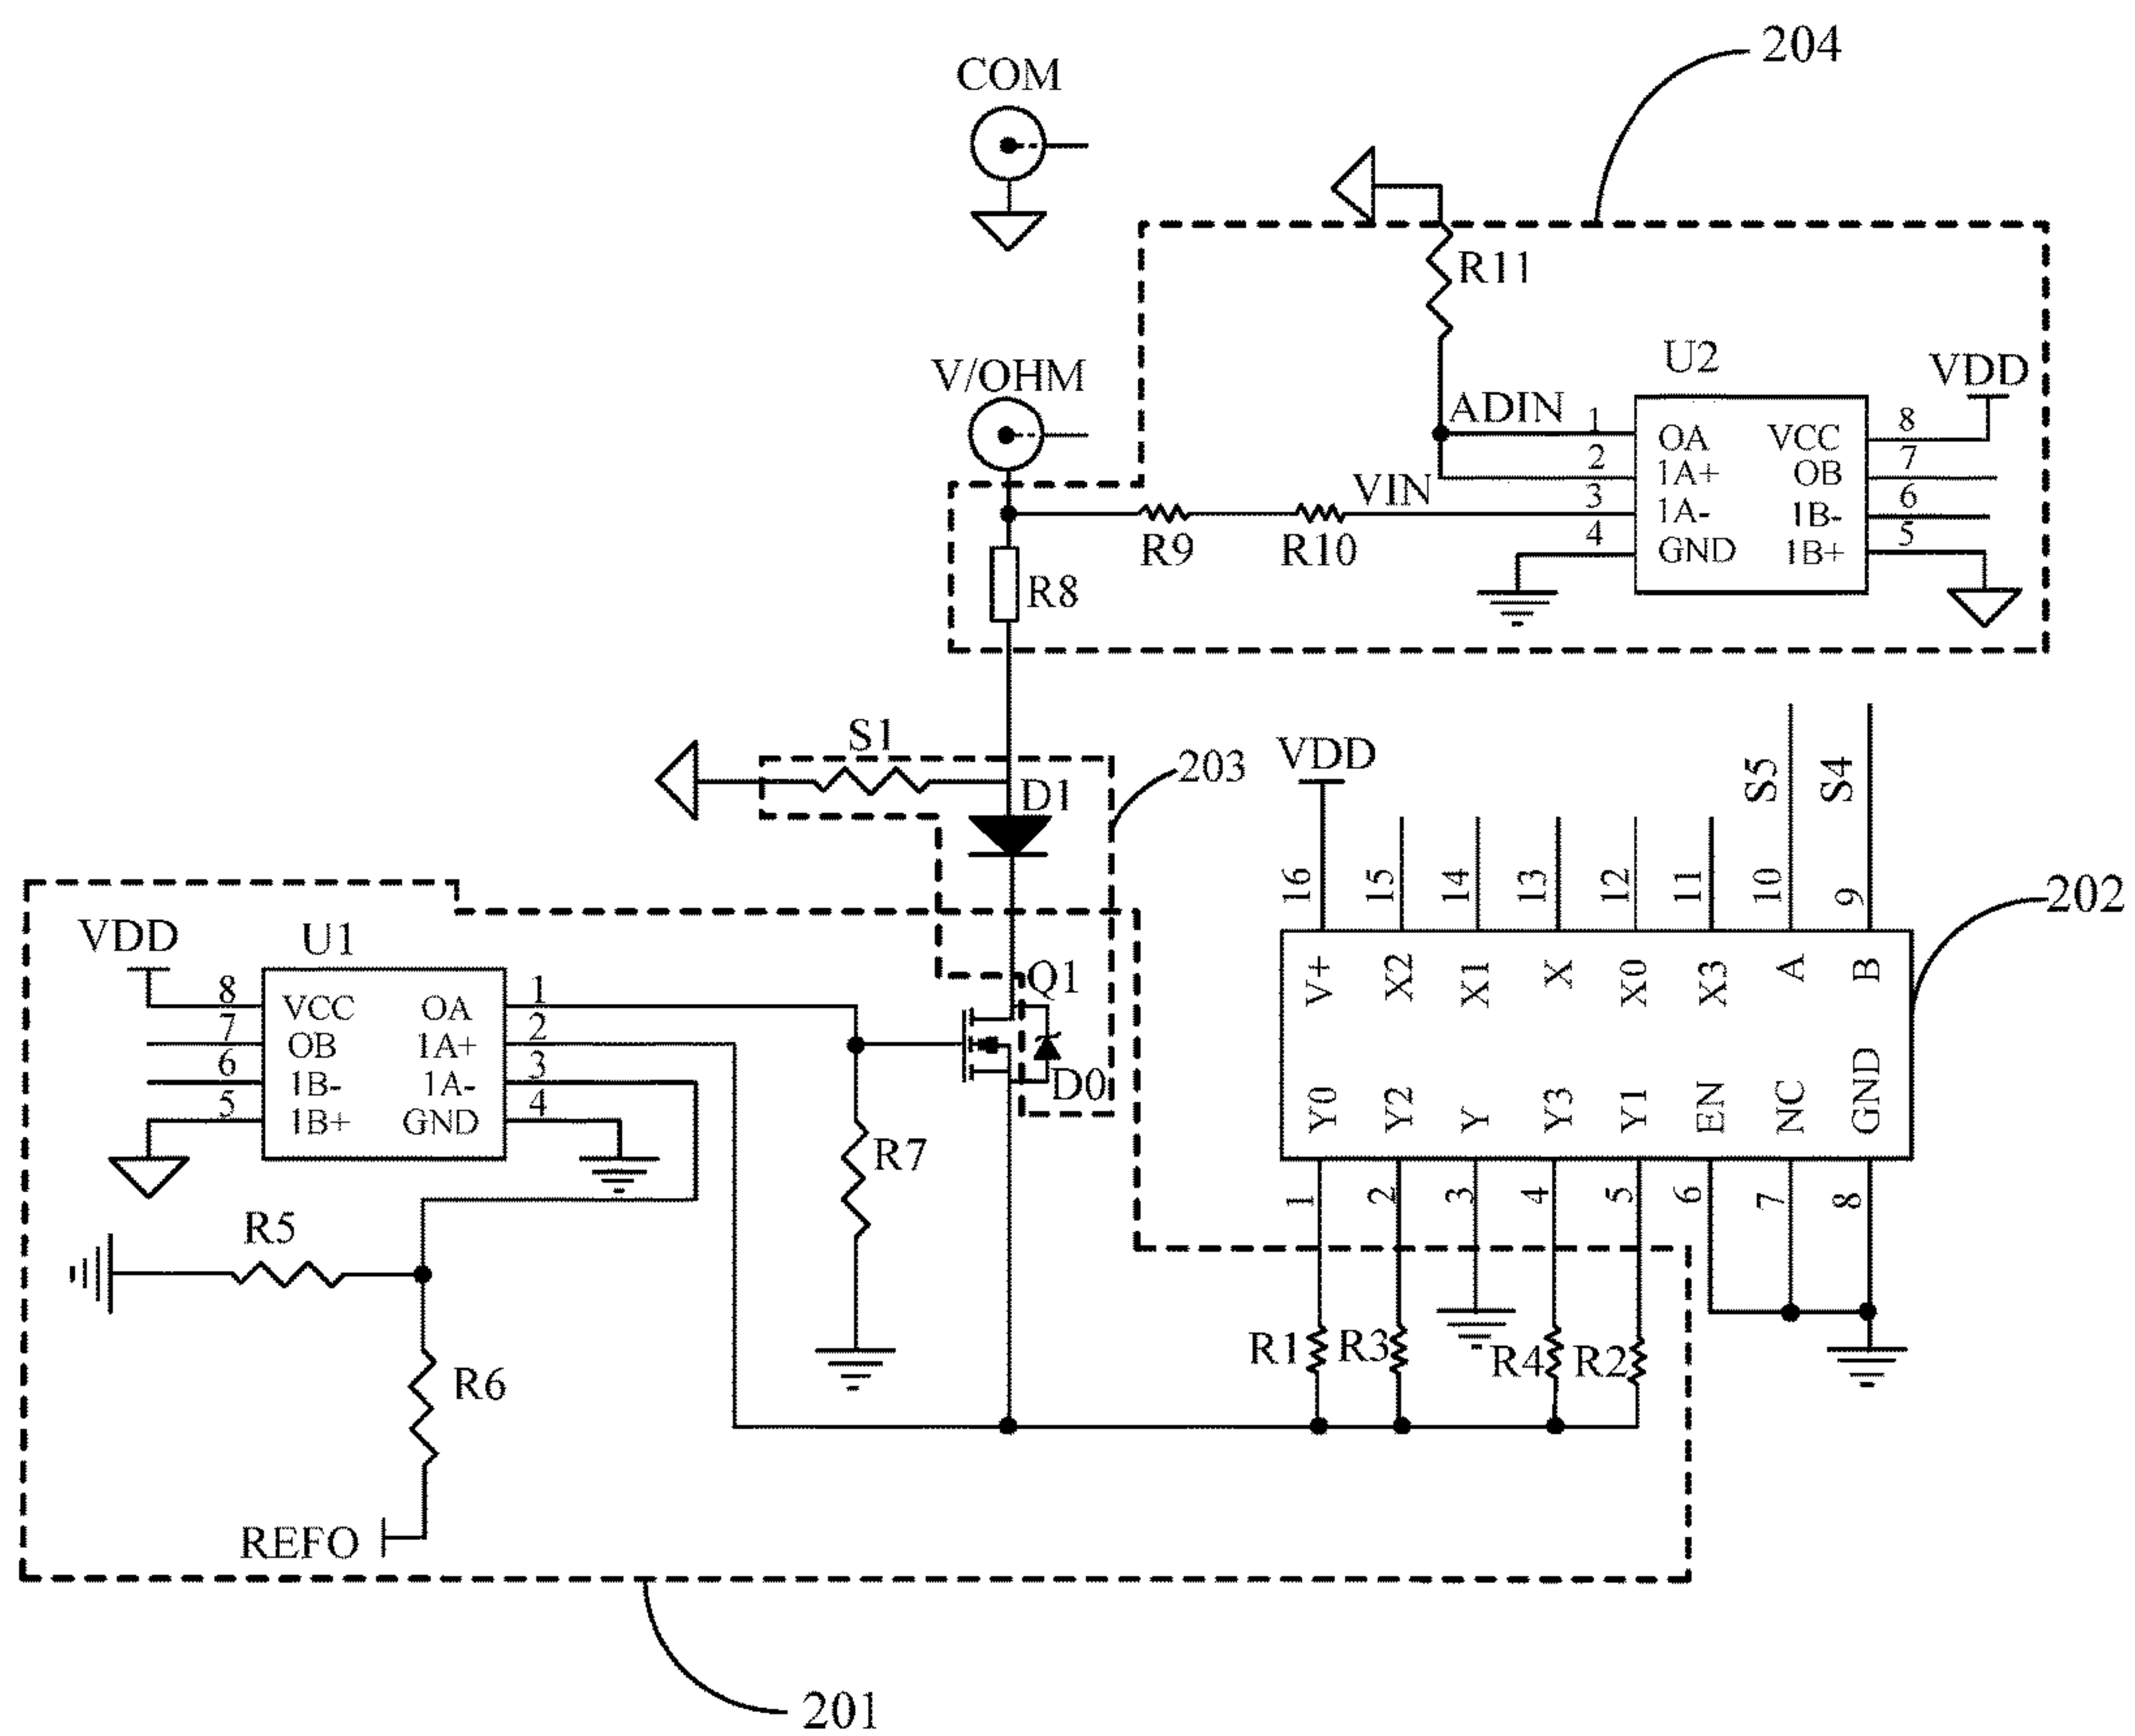 204
COM
R11
V/OHM
U2
VDD
ADIN
1 OA VCC 8
2 1A+ OB 7
VIN
3 1A- 1B- 6
4 GND 1B+ 5
R9
R10
R8
S1
203
D1
VDD
S5
S4
16 15 14 13 12 11 10 9
202
V+ X2 X1 X X0 X3 A B
Y0 Y2 Y Y3 Y1 EN NC GND
1 2 3 4 5 6 7 8
VDD
U1
8 VCC OA 1
7 OB 1A+ 2
6 1B- 1A- 3
5 1B+ GND 4
Q1
D0
R7
R5
R6
R1
R3
R4
R2
REFO
201